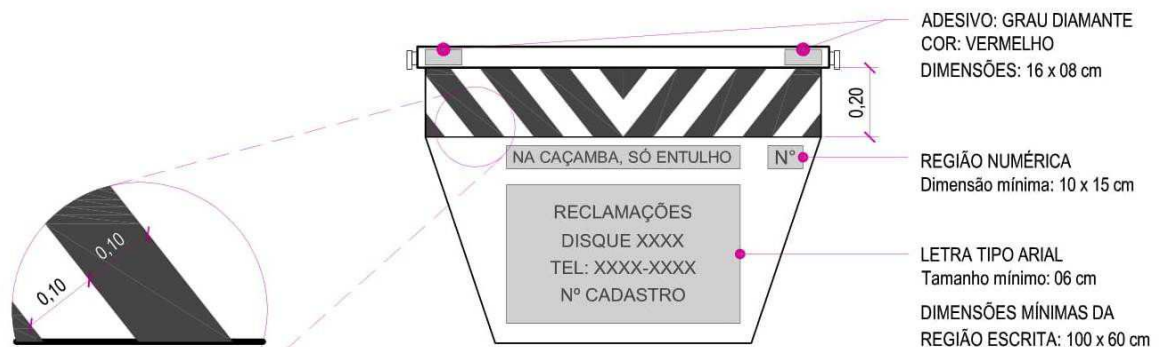 ADESIVO: GRAU DIAMANTE
COR: VERMELHO
DIMENSÕES: 16 x 08 cm
0,20
NA CAÇAMBA, SÓ ENTULHO
N°
REGIÃO NUMÉRICA
Dimensão mínima: 10 x 15 cm
RECLAMAÇÕES
DISQUE XXXX
TEL: XXXX-XXXX
Nº CADASTRO
LETRA TIPO ARIAL
Tamanho mínimo: 06 cm
DIMENSÕES MÍNIMAS DA
REGIÃO ESCRITA: 100 x 60 cm
0,10
0,10